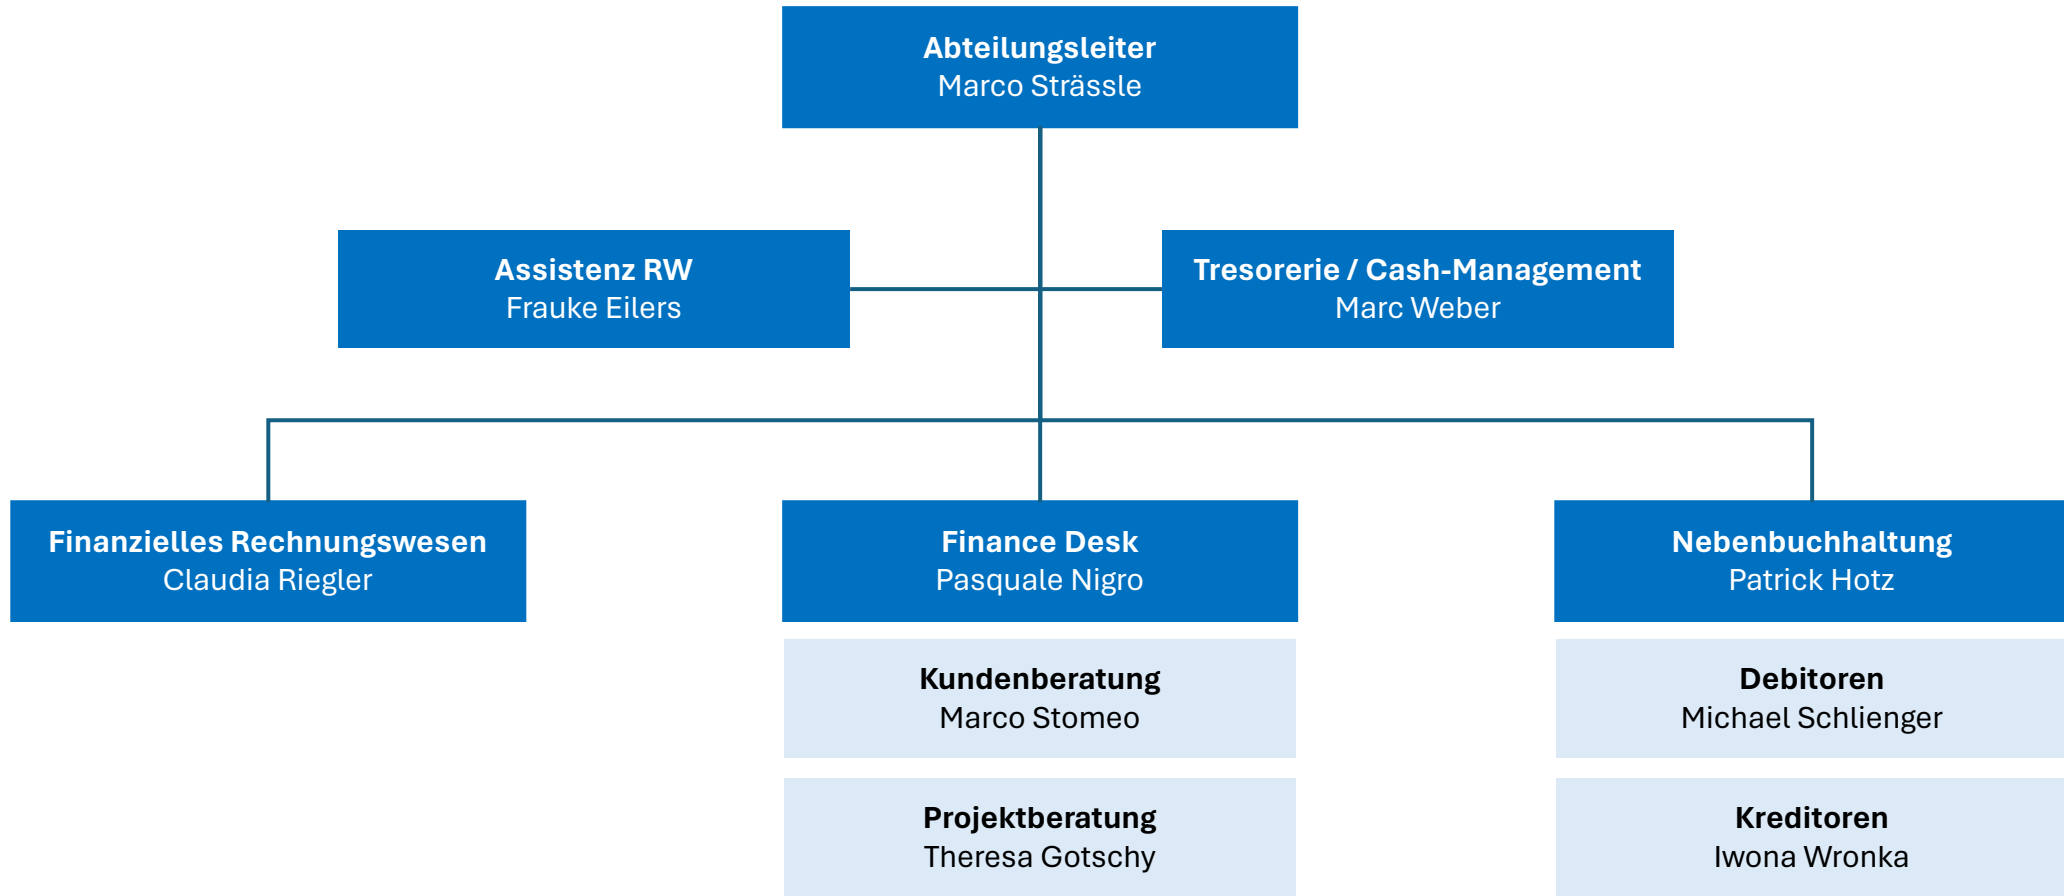 Abteilungsleiter
Marco Strässle
Assistenz RW
Frauke Eilers
Tresorerie / Cash-Management
Marc Weber
Finanzielles Rechnungswesen
Claudia Riegler
Finance Desk
Pasquale Nigro
Kundenberatung
Marco Stomeo
Projektberatung
Theresa Gotschy
Nebenbuchhaltung
Patrick Hotz
Debitoren
Michael Schlienger
Kreditoren
Iwona Wronka